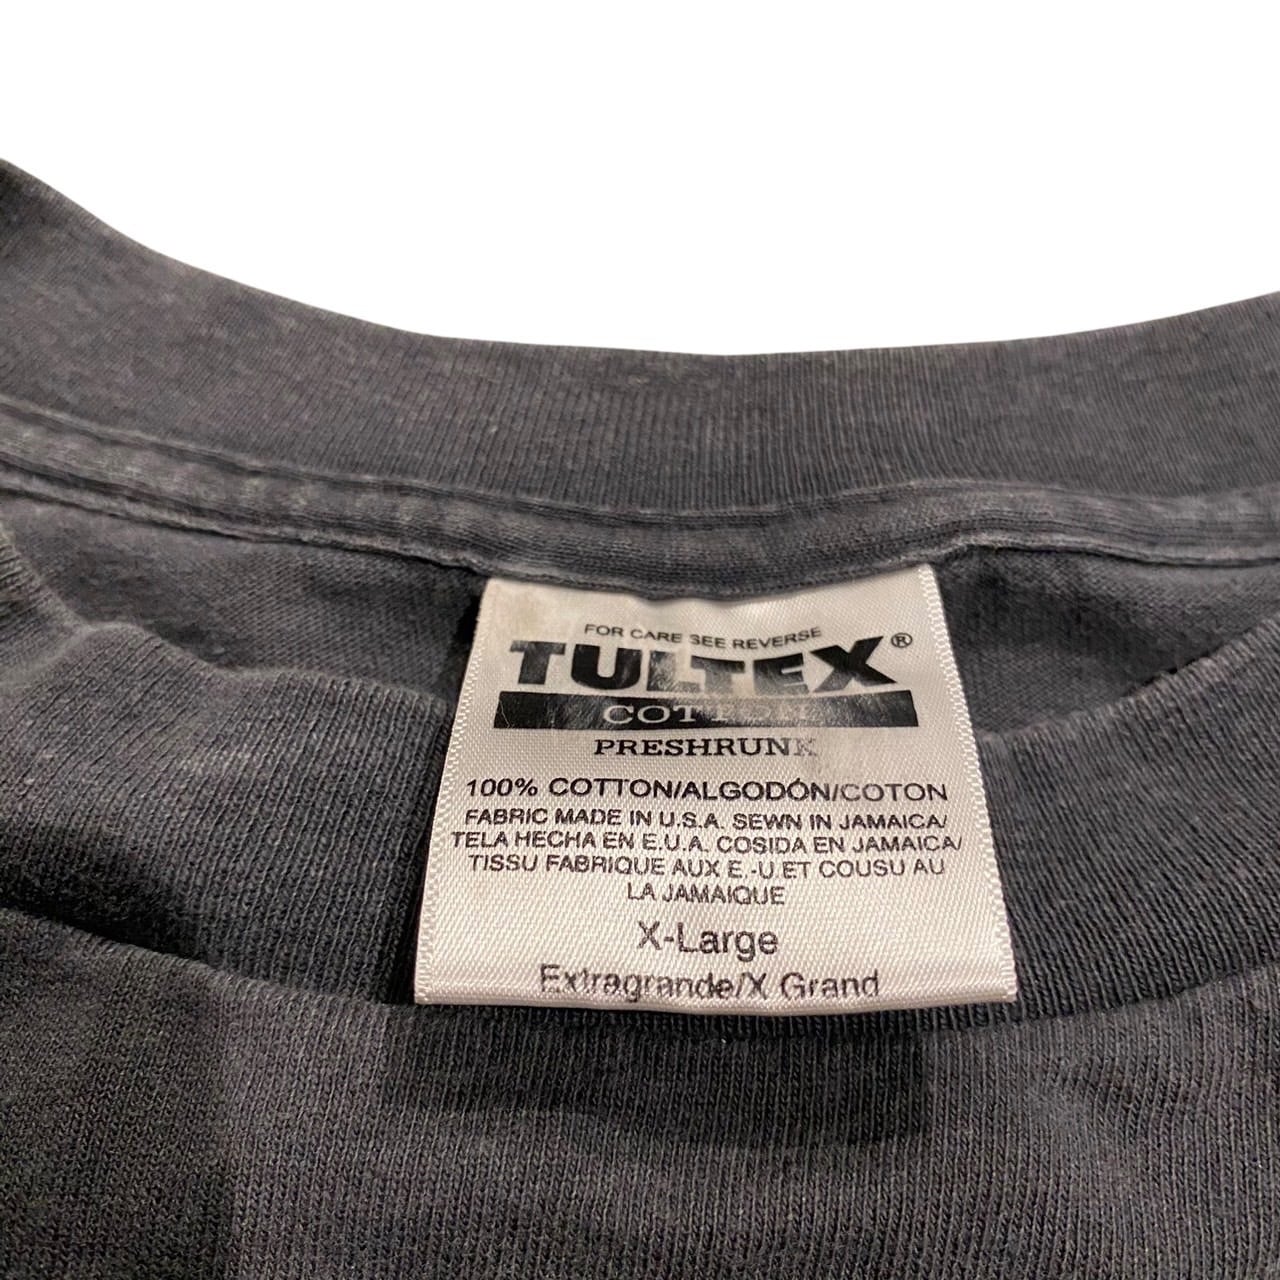 FOR CARE SEE REVERSE
TULTEX®
COTTON
PRESHRUNK
100% COTTON/ALGODÓN/COTON
FABRIC MADE IN U.S.A. SEWN IN JAMAICA/
TELA HECHA EN E.U.A. COSIDA EN JAMAICA/
TISSU FABRIQUE AUX E.-U ET COUSU AU
LA JAMAIQUE
X-Large
Extragrande/X Grand